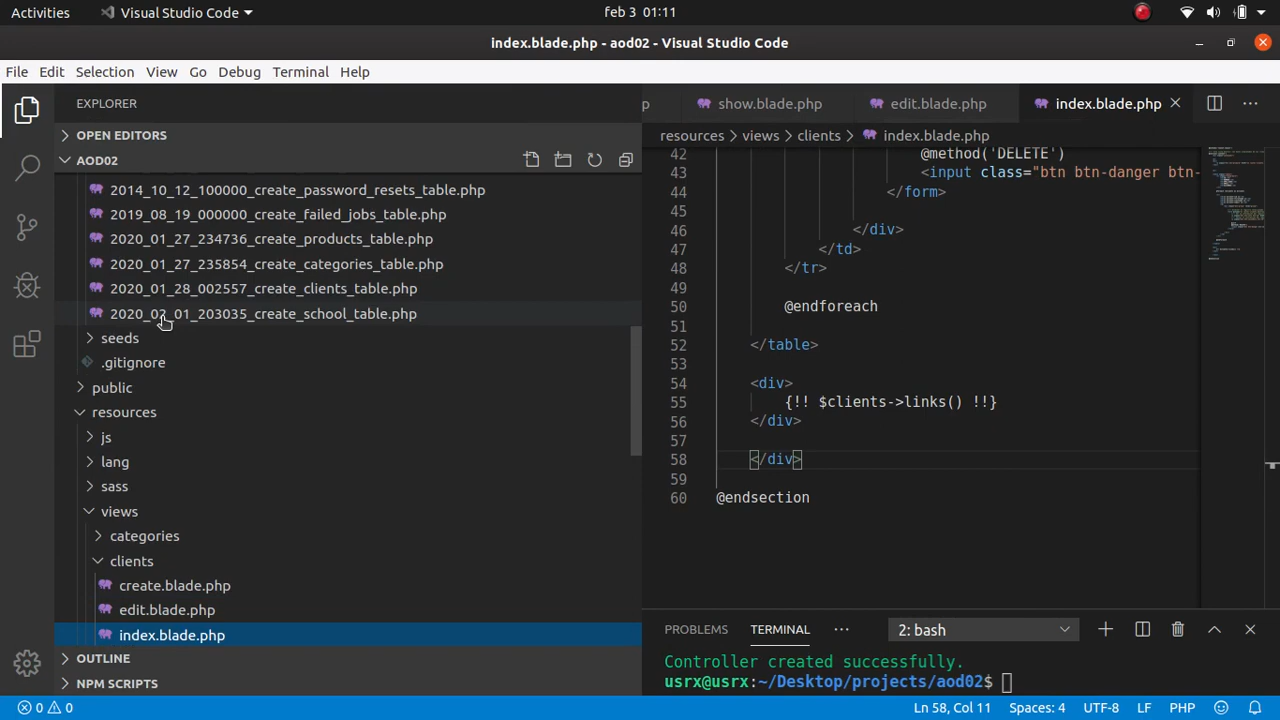 Activities Visual Studio Code feb 3 01:11
index.blade.php - aod02 - Visual Studio Code
File Edit Selection View Go Debug Terminal Help
EXPLORER
OPEN EDITORS
AOD02
2014_10_12_100000_create_password_resets_table.php
2019_08_19_000000_create_failed_jobs_table.php
2020_01_27_234736_create_products_table.php
2020_01_27_235854_create_categories_table.php
2020_01_28_002557_create_clients_table.php
2020_02_01_203035_create_school_table.php
seeds
.gitignore
public
resources
js
lang
sass
views
categories
clients
create.blade.php
edit.blade.php
index.blade.php
OUTLINE
NPM SCRIPTS
p show.blade.php edit.blade.php index.blade.php
resources views clients index.blade.php
42 @method('DELETE')
43 <input class="btn btn-danger btn-
44 </form>
45
46 </div>
47 </td>
48 </tr>
49
50 @endforeach
51
52 </table>
53
54 <div>
55 {!! $clients->links() !!}
56 </div>
57
58 </div>
59
60 @endsection
PROBLEMS TERMINAL ··· 2: bash
Controller created successfully.
usrx@usrx:~/Desktop/projects/aod02$
0 0 Ln 58, Col 11 Spaces: 4 UTF-8 LF PHP